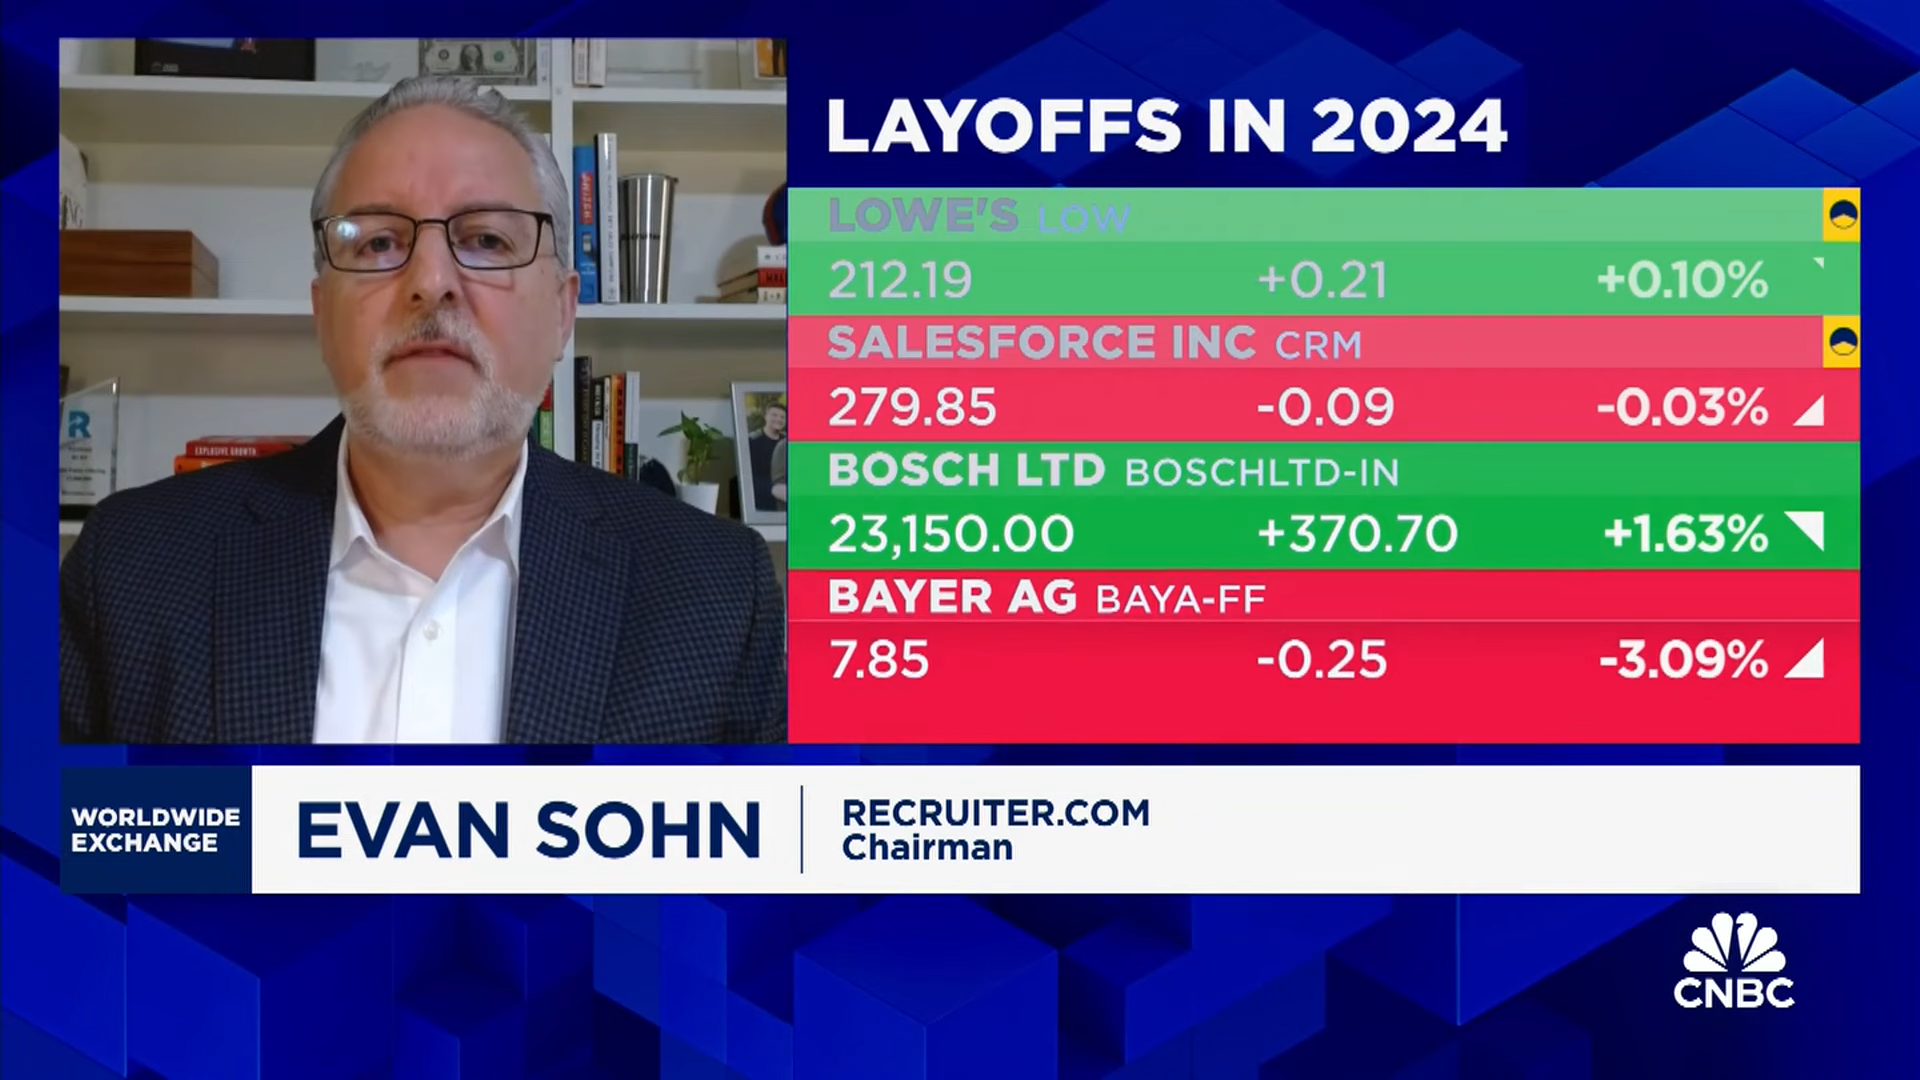 LAYOFFS IN 2024
LOWE'S LOW
212.19 +0.21 +0.10%
SALESFORCE INC CRM
279.85 -0.09 -0.03%
BOSCH LTD BOSCHLTD-IN
23,150.00 +370.70 +1.63%
BAYER AG BAYA-FF
7.85 -0.25 -3.09%
EXPLOSIVE GROWTH
R
WORLDWIDE
EXCHANGE
EVAN SOHN
RECRUITER.COM
Chairman
CNBC